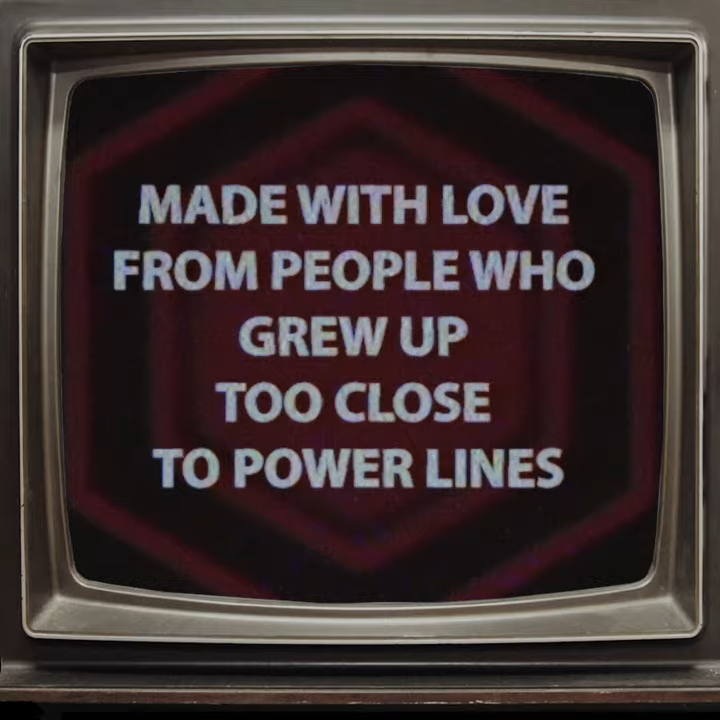 MADE WITH LOVE
FROM PEOPLE WHO
GREW UP
TOO CLOSE
TO POWER LINES